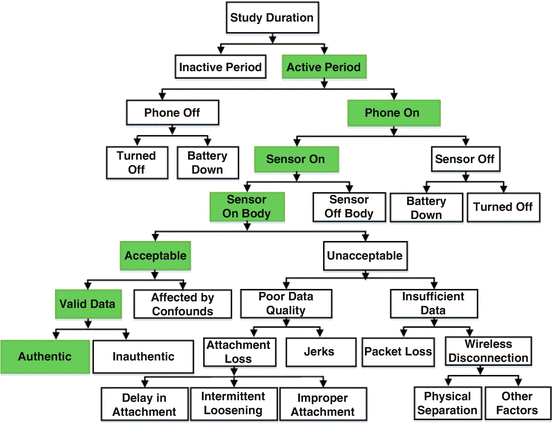 Study Duration
Inactive Period
Active Period
Phone Off
Phone On
Turned
Off
Battery
Down
Sensor On
Sensor Off
Sensor
On Body
Sensor
Off Body
Battery
Down
Turned Off
Acceptable
Unacceptable
Valid Data
Affected by
Confounds
Poor Data
Quality
Insufficient
Data
Authentic
Inauthentic
Attachment
Loss
Jerks
Packet Loss
Wireless
Disconnection
Delay in
Attachment
Intermittent
Loosening
Improper
Attachment
Physical
Separation
Other
Factors